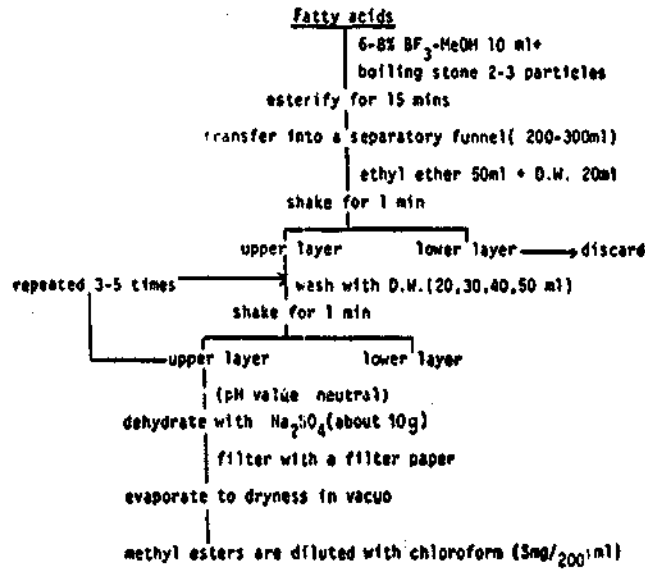 Fatty acids
6-8% BF3-MeOH 10 ml+
boiling stone 2-3 particles
esterify for 15 mins
transfer into a separatory funnel( 200-300ml)
ethyl ether 50ml + D.W. 20ml
shake for 1 min
upper layer lower layer discard
repeated 3-5 times wash with D.W.(20,30,40,50 ml)
shake for 1 min
upper layer lower layer
(pH value neutral)
dehydrate with Na2SO4(about 10g)
filter with a filter paper
evaporate to dryness in vacuo
methyl esters are diluted with chloroform (5mg/200 ml)